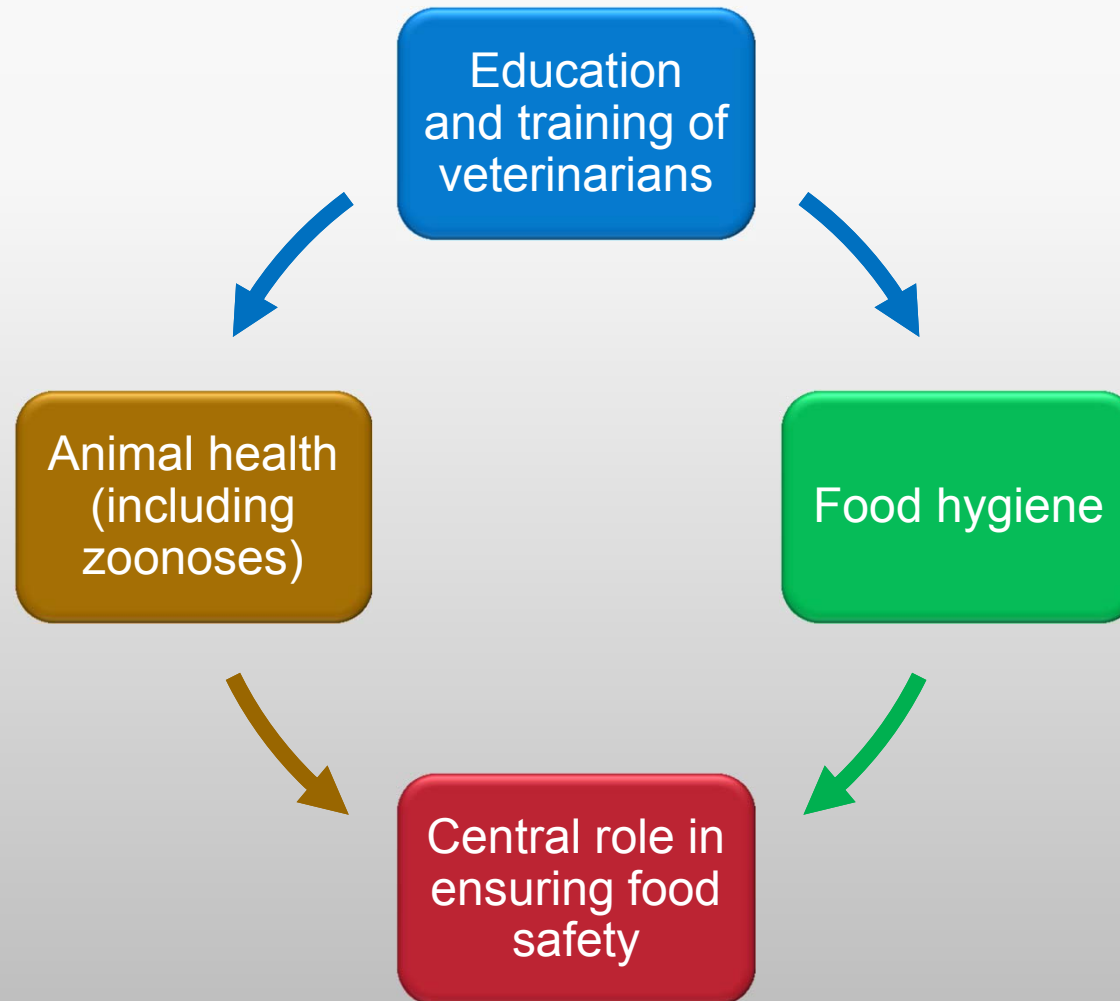 Education
and training of
veterinarians
Animal health
(including
zoonoses)
Food hygiene
Central role in
ensuring food
safety